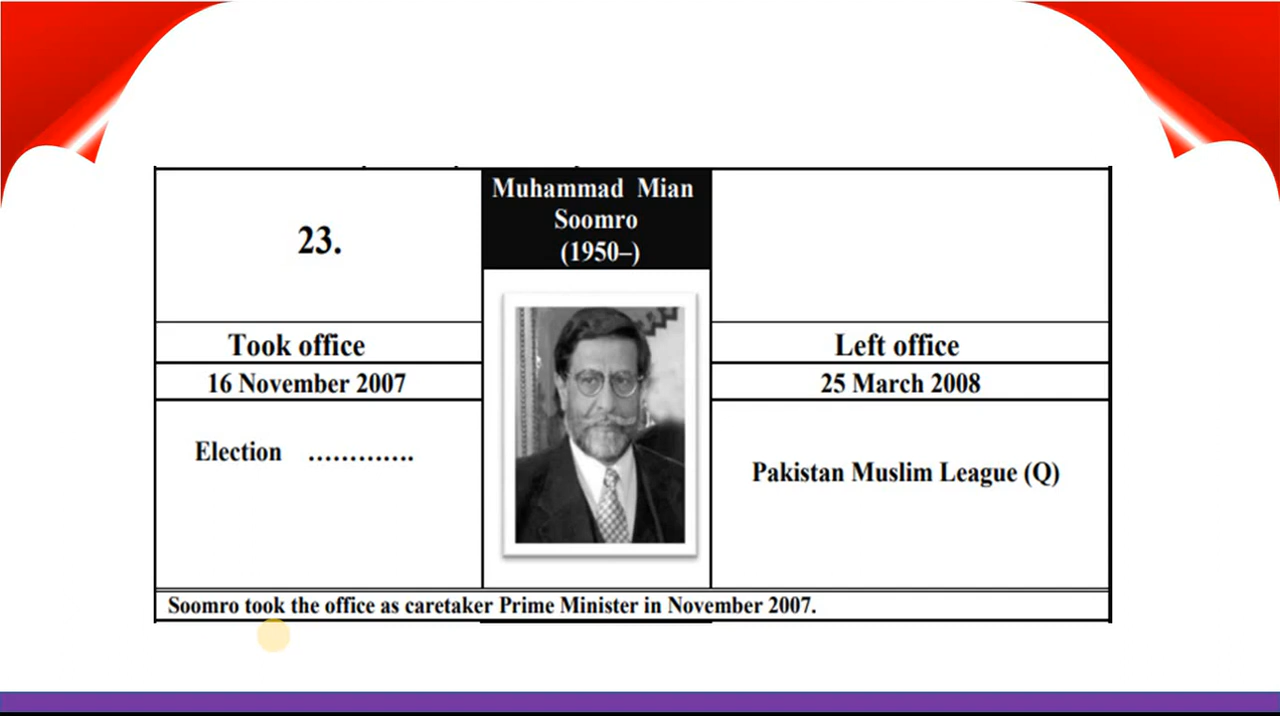 23.
Muhammad Mian
Soomro
(1950–)
Took office
Left office
16 November 2007
25 March 2008
Election ………….
Pakistan Muslim League (Q)
Soomro took the office as caretaker Prime Minister in November 2007.